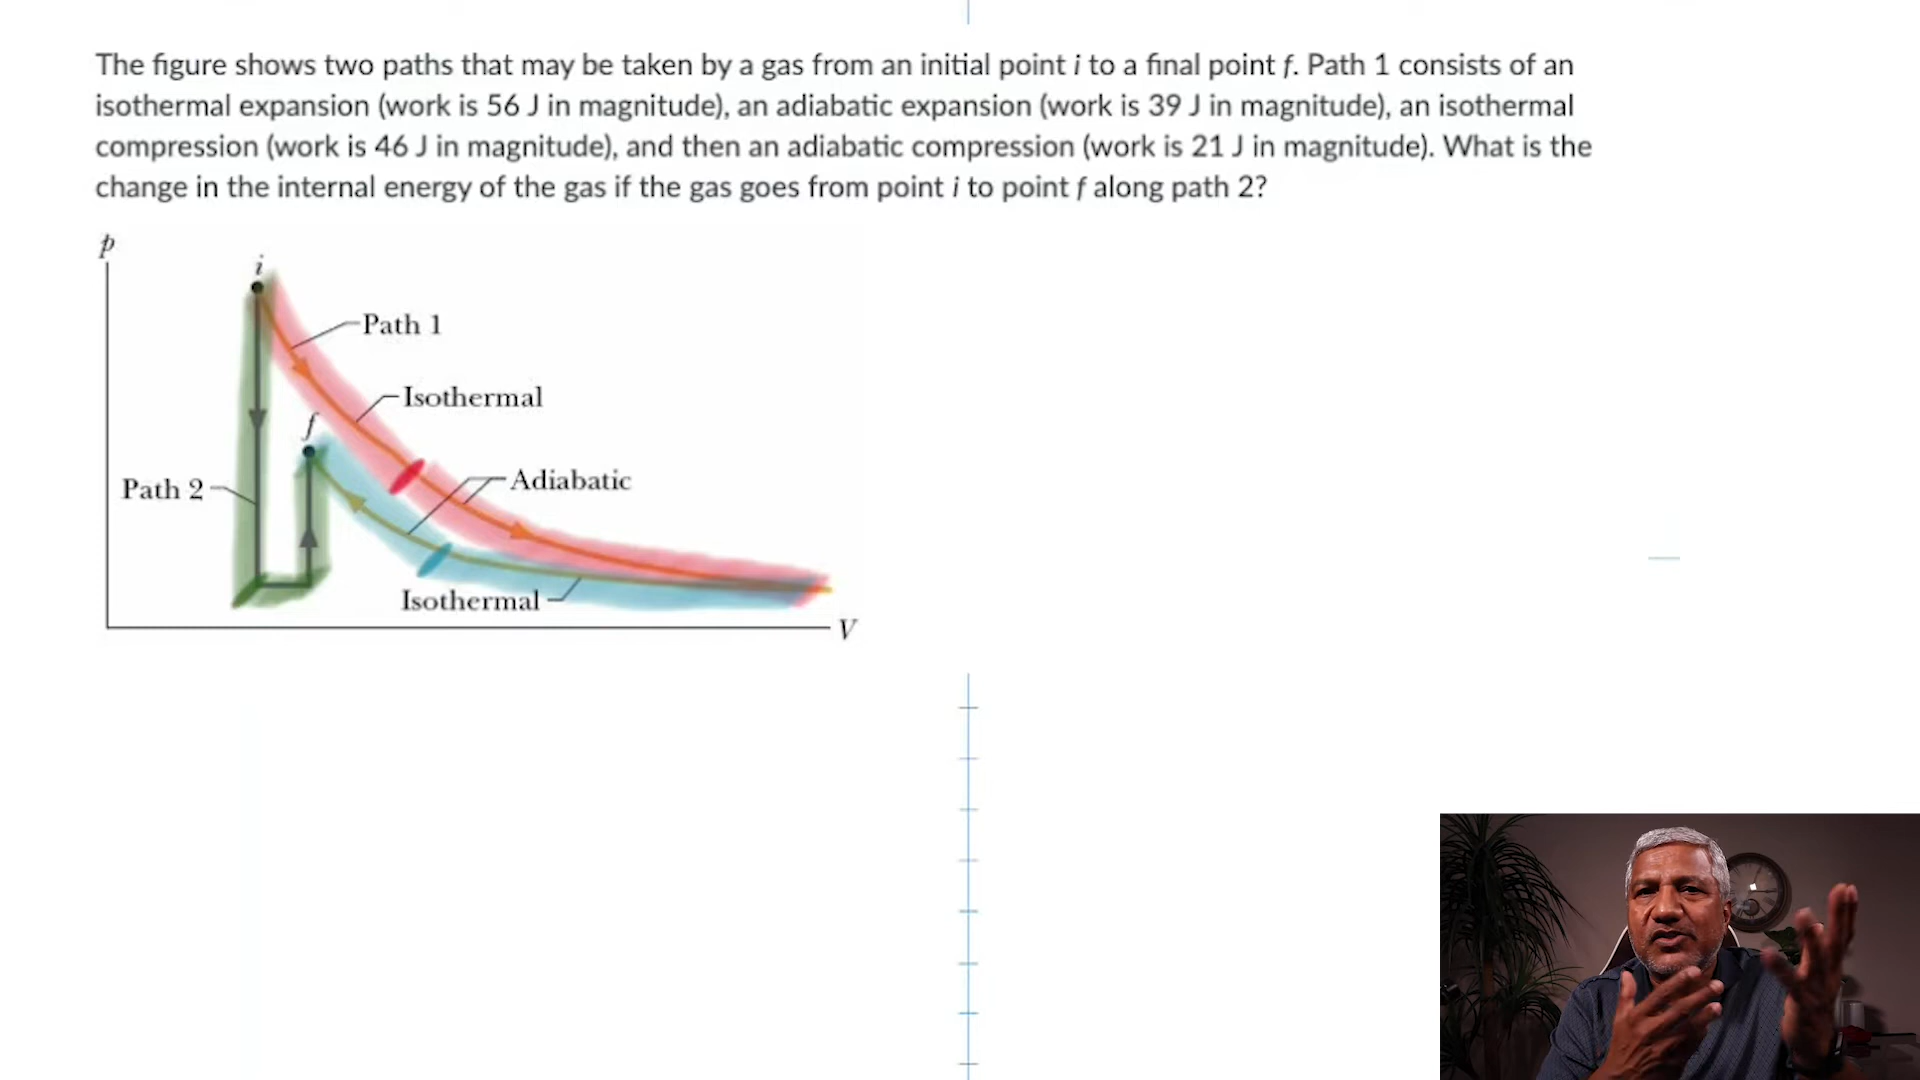 The figure shows two paths that may be taken by a gas from an initial point i to a final point f. Path 1 consists of an
isothermal expansion (work is 56 J in magnitude), an adiabatic expansion (work is 39 J in magnitude), an isothermal
compression (work is 46 J in magnitude), and then an adiabatic compression (work is 21 J in magnitude). What is the
change in the internal energy of the gas if the gas goes from point i to point f along path 2?
p
i
Path 1
Isothermal
f
Adiabatic
Path 2
Isothermal
V